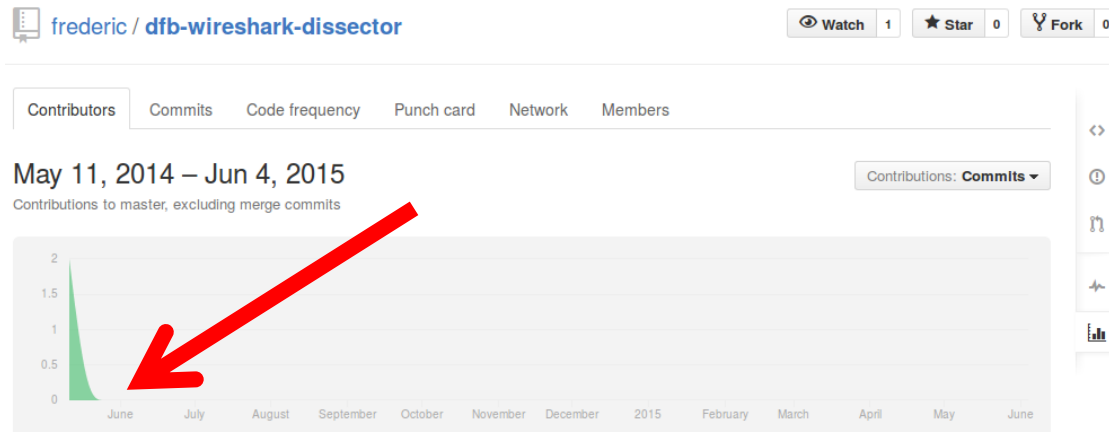 frederic / dfb-wireshark-dissector
Watch 1 Star 0 Fork 0
Contributors Commits Code frequency Punch card Network Members
May 11, 2014 – Jun 4, 2015
Contributions: Commits
Contributions to master, excluding merge commits
2
1.5
1
0.5
0
June July August September October November December 2015 February March April May June